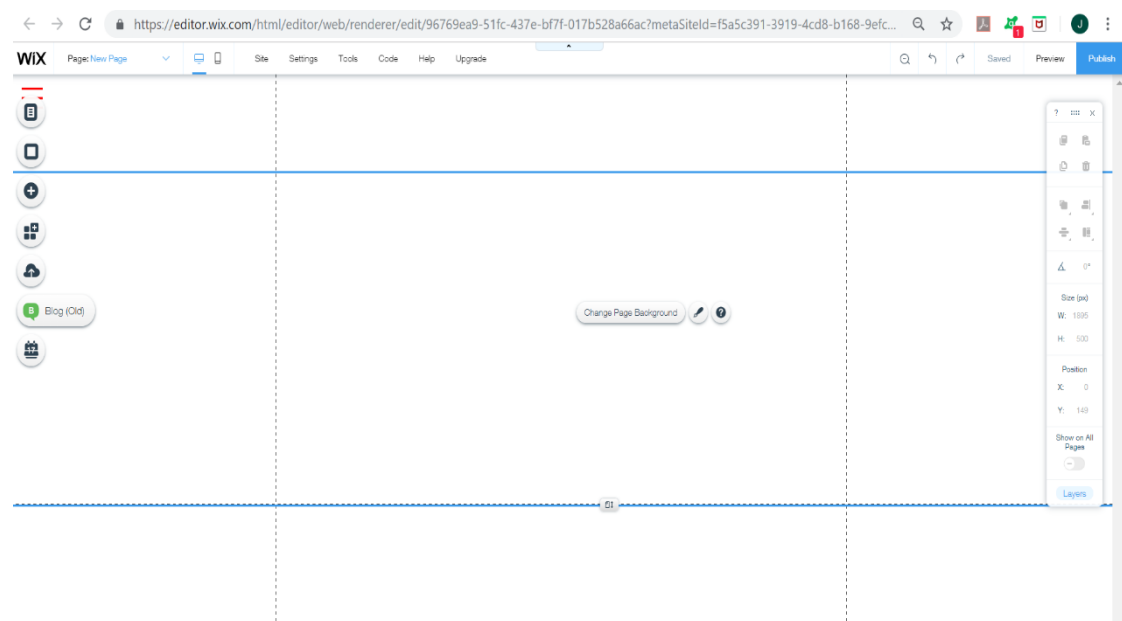 https://editor.wix.com/html/editor/web/renderer/edit/96769ea9-51fc-437e-bf7f-017b528a66ac?metaSiteId=f5a5c391-3919-4cd8-b168-9efc...
1
J
WiX Page: New Page Site Settings Tools Code Help Upgrade Saved Preview Publish
? X
0°
B Blog (Old)
Change Page Background ?
Size (px)
W: 1895
H: 500
17
Position
X: 0
Y: 149
Show on All
Pages
Layers